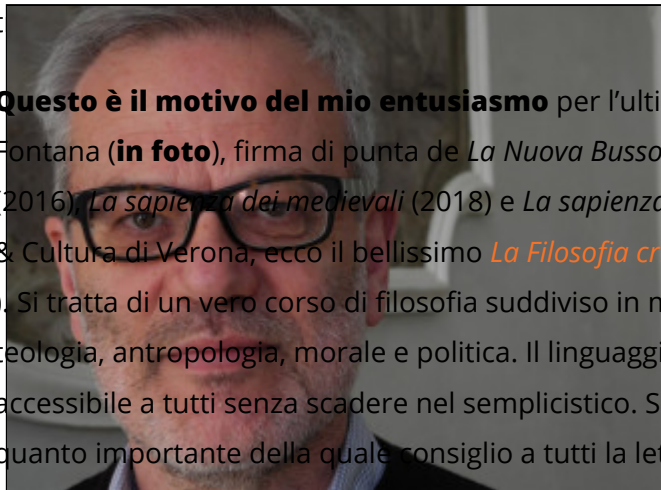 t
Questo è il motivo del mio entusiasmo per l'ulti
Fontana (in foto), firma di punta de La Nuova Busso
(2016), La sapienza dei medievali (2018) e La sapienza
& Cultura di Verona, ecco il bellissimo La Filosofia cr
). Si tratta di un vero corso di filosofia suddiviso in n
teologia, antropologia, morale e politica. Il linguaggi
accessibile a tutti senza scadere nel semplicistico. S
quanto importante della quale consiglio a tutti la let